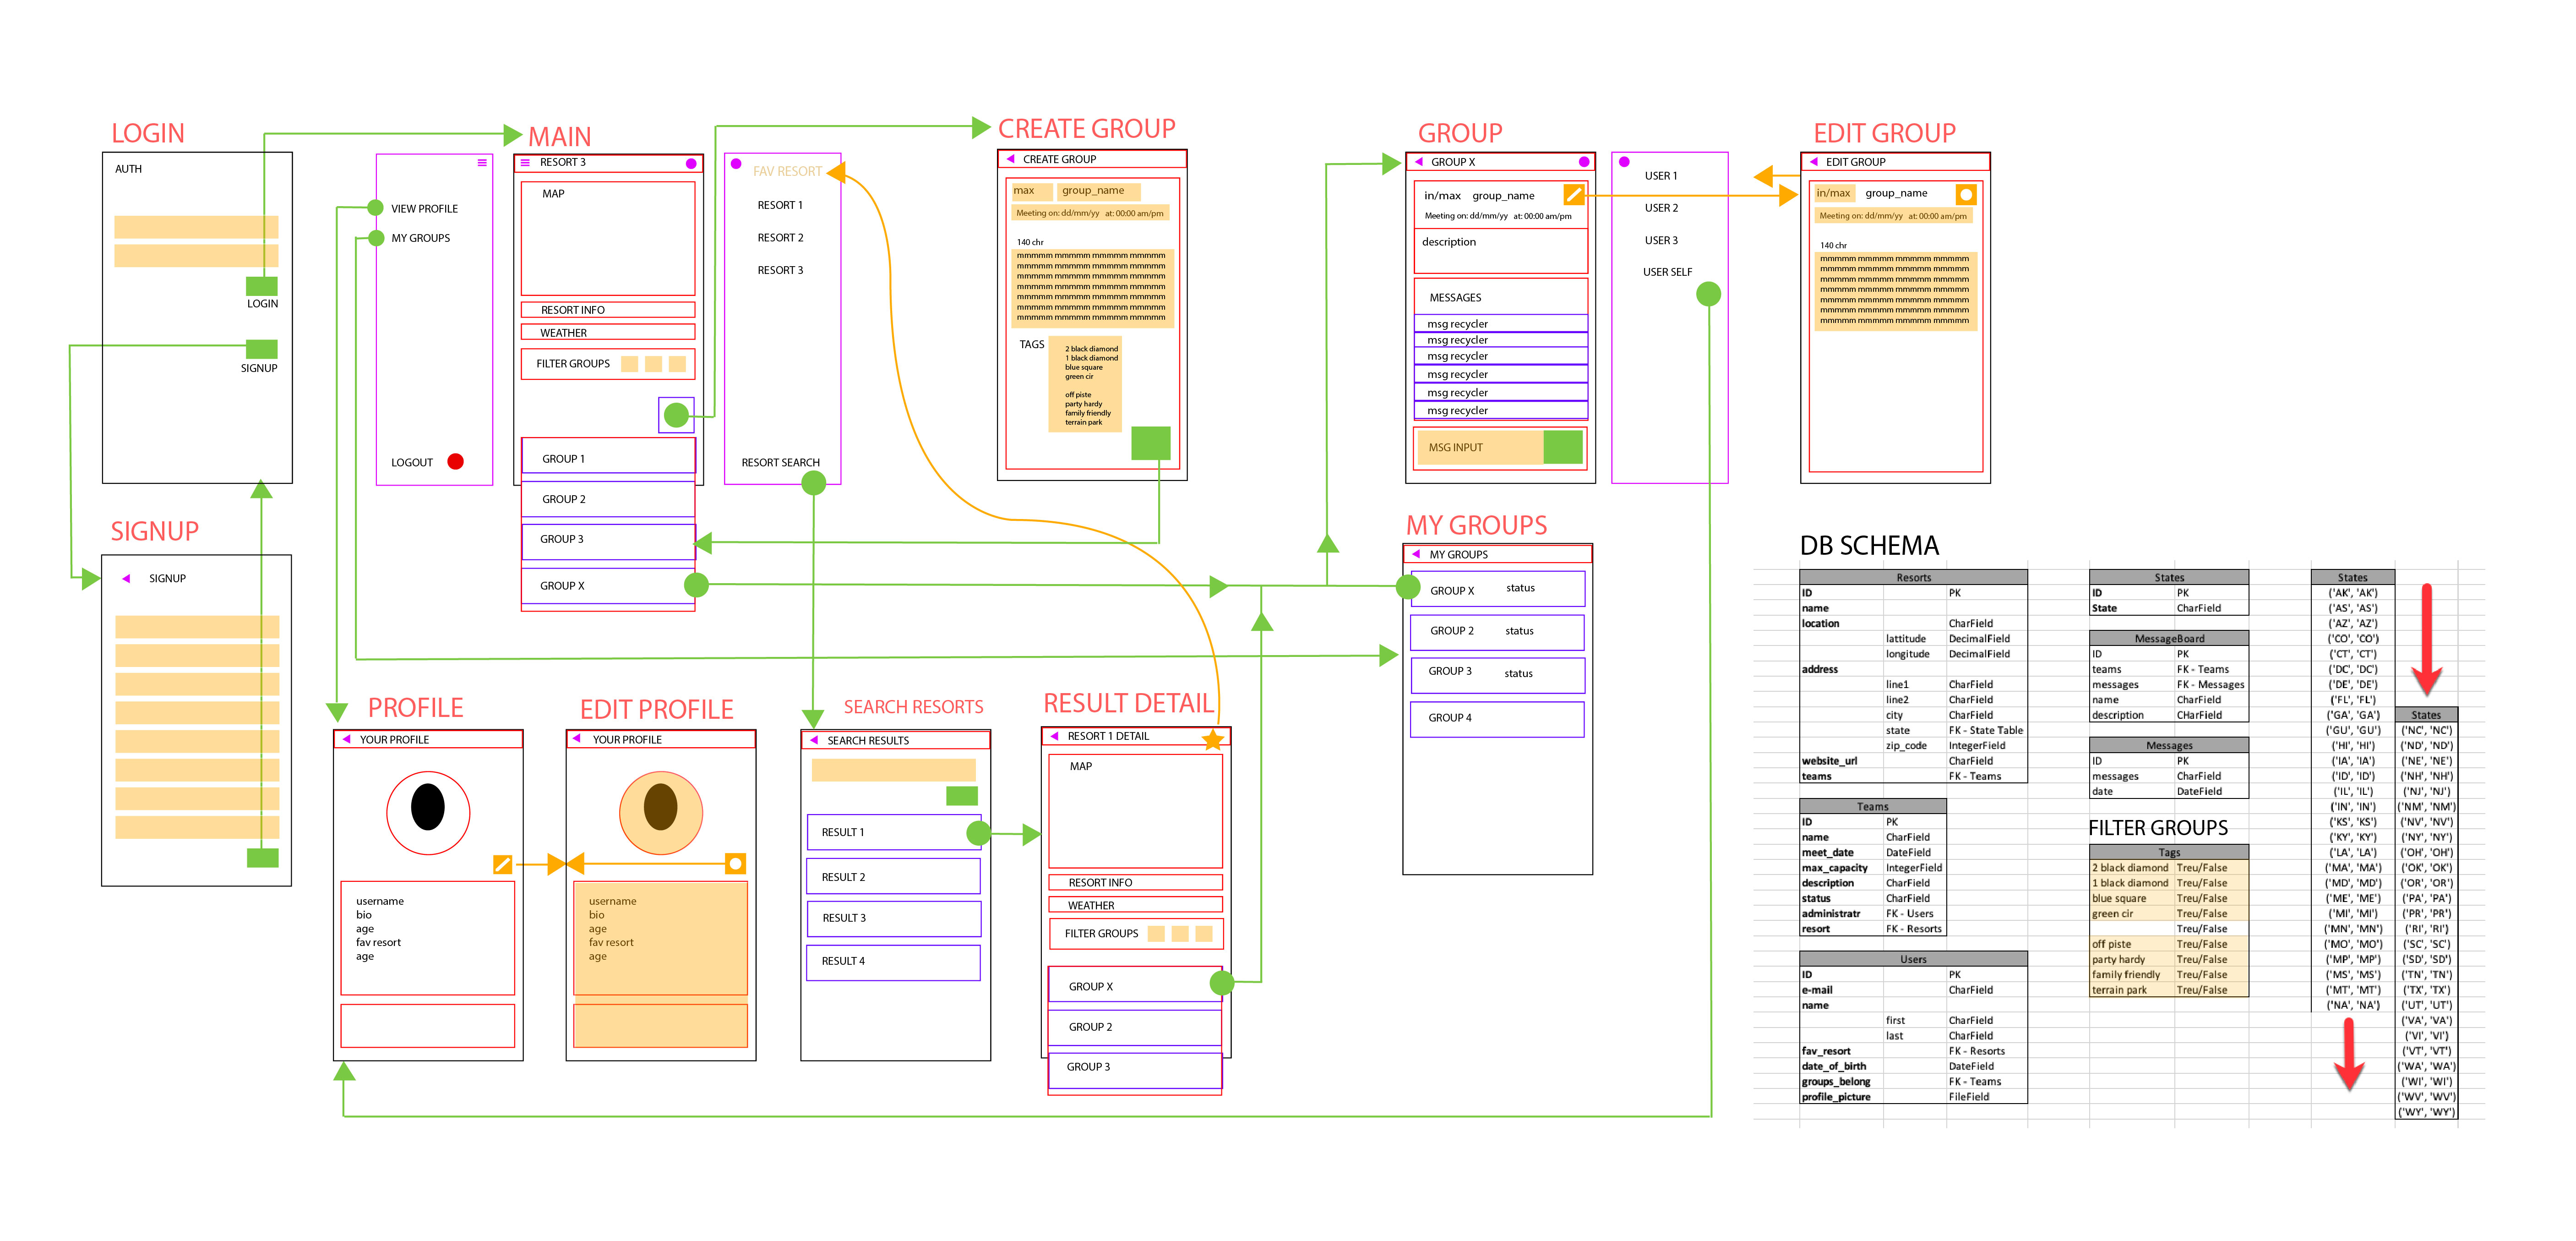 LOGIN
AUTH
LOGIN
SIGNUP
SIGNUP
SIGNUP
VIEW PROFILE
MY GROUPS
LOGOUT
MAIN
RESORT 3
MAP
RESORT INFO
WEATHER
FILTER GROUPS
GROUP 1
GROUP 2
GROUP 3
GROUP X
FAV RESORT
RESORT 1
RESORT 2
RESORT 3
RESORT SEARCH
CREATE GROUP
CREATE GROUP
max group_name
Meeting on: dd/mm/yy at: 00:00 am/pm
140 chr
mmmmm mmmmm mmmmm mmmmm
mmmmm mmmmm mmmmm mmmmm
mmmmm mmmmm mmmmm mmmmm
mmmmm mmmmm mmmmm mmmmm
mmmmm mmmmm mmmmm mmmmm
mmmmm mmmmm mmmmm mmmmm
mmmmm mmmmm mmmmm mmmmm
TAGS
2 black diamond
1 black diamond
blue square
green cir
off piste
party hardy
family friendly
terrain park
GROUP
GROUP X
in/max group_name
Meeting on: dd/mm/yy at: 00:00 am/pm
description
MESSAGES
msg recycler
msg recycler
msg recycler
msg recycler
msg recycler
msg recycler
MSG INPUT
USER 1
USER 2
USER 3
USER SELF
EDIT GROUP
EDIT GROUP
in/max group_name
Meeting on: dd/mm/yy at: 00:00 am/pm
140 chr
mmmmm mmmmm mmmmm mmmmm
mmmmm mmmmm mmmmm mmmmm
mmmmm mmmmm mmmmm mmmmm
mmmmm mmmmm mmmmm mmmmm
mmmmm mmmmm mmmmm mmmmm
mmmmm mmmmm mmmmm mmmmm
mmmmm mmmmm mmmmm mmmmm
MY GROUPS
MY GROUPS
GROUP X status
GROUP 2 status
GROUP 3 status
GROUP 4
PROFILE
YOUR PROFILE
username
bio
age
fav resort
age
EDIT PROFILE
YOUR PROFILE
username
bio
age
fav resort
age
SEARCH RESORTS
SEARCH RESULTS
RESULT 1
RESULT 2
RESULT 3
RESULT 4
RESULT DETAIL
RESORT 1 DETAIL
MAP
RESORT INFO
WEATHER
FILTER GROUPS
GROUP X
GROUP 2
GROUP 3
DB SCHEMA
Resorts
ID PK
name
location CharField
lattitude DecimalField
longitude DecimalField
address
line1 CharField
line2 CharField
city CharField
state FK - State Table
zip_code IntegerField
website_url CharField
teams FK - Teams
Teams
ID PK
name CharField
meet_date DateField
max_capacity IntegerField
description CharField
status CharField
administratr FK - Users
resort FK - Resorts
Users
ID PK
e-mail CharField
name
first CharField
last CharField
fav_resort FK - Resorts
date_of_birth DateField
groups_belong FK - Teams
profile_picture FileField
States
ID PK
State CharField
MessageBoard
ID PK
teams FK - Teams
messages FK - Messages
name CharField
description CHarField
Messages
ID PK
messages CharField
date DateField
FILTER GROUPS
Tags
2 black diamond Treu/False
1 black diamond Treu/False
blue square Treu/False
green cir Treu/False
Treu/False
off piste Treu/False
party hardy Treu/False
family friendly Treu/False
terrain park Treu/False
States
('AK', 'AK')
('AS', 'AS')
('AZ', 'AZ')
('CO', 'CO')
('CT', 'CT')
('DC', 'DC')
('DE', 'DE')
('FL', 'FL')
('GA', 'GA')
('GU', 'GU')
('HI', 'HI')
('IA', 'IA')
('ID', 'ID')
('IL', 'IL')
('IN', 'IN')
('KS', 'KS')
('KY', 'KY')
('LA', 'LA')
('MA', 'MA')
('MD', 'MD')
('ME', 'ME')
('MI', 'MI')
('MN', 'MN')
('MO', 'MO')
('MP', 'MP')
('MS', 'MS')
('MT', 'MT')
('NA', 'NA')
States
('NC', 'NC')
('ND', 'ND')
('NE', 'NE')
('NH', 'NH')
('NJ', 'NJ')
('NM', 'NM')
('NV', 'NV')
('NY', 'NY')
('OH', 'OH')
('OK', 'OK')
('OR', 'OR')
('PA', 'PA')
('PR', 'PR')
('RI', 'RI')
('SC', 'SC')
('SD', 'SD')
('TN', 'TN')
('TX', 'TX')
('UT', 'UT')
('VA', 'VA')
('VI', 'VI')
('VT', 'VT')
('WA', 'WA')
('WI', 'WI')
('WV', 'WV')
('WY', 'WY')